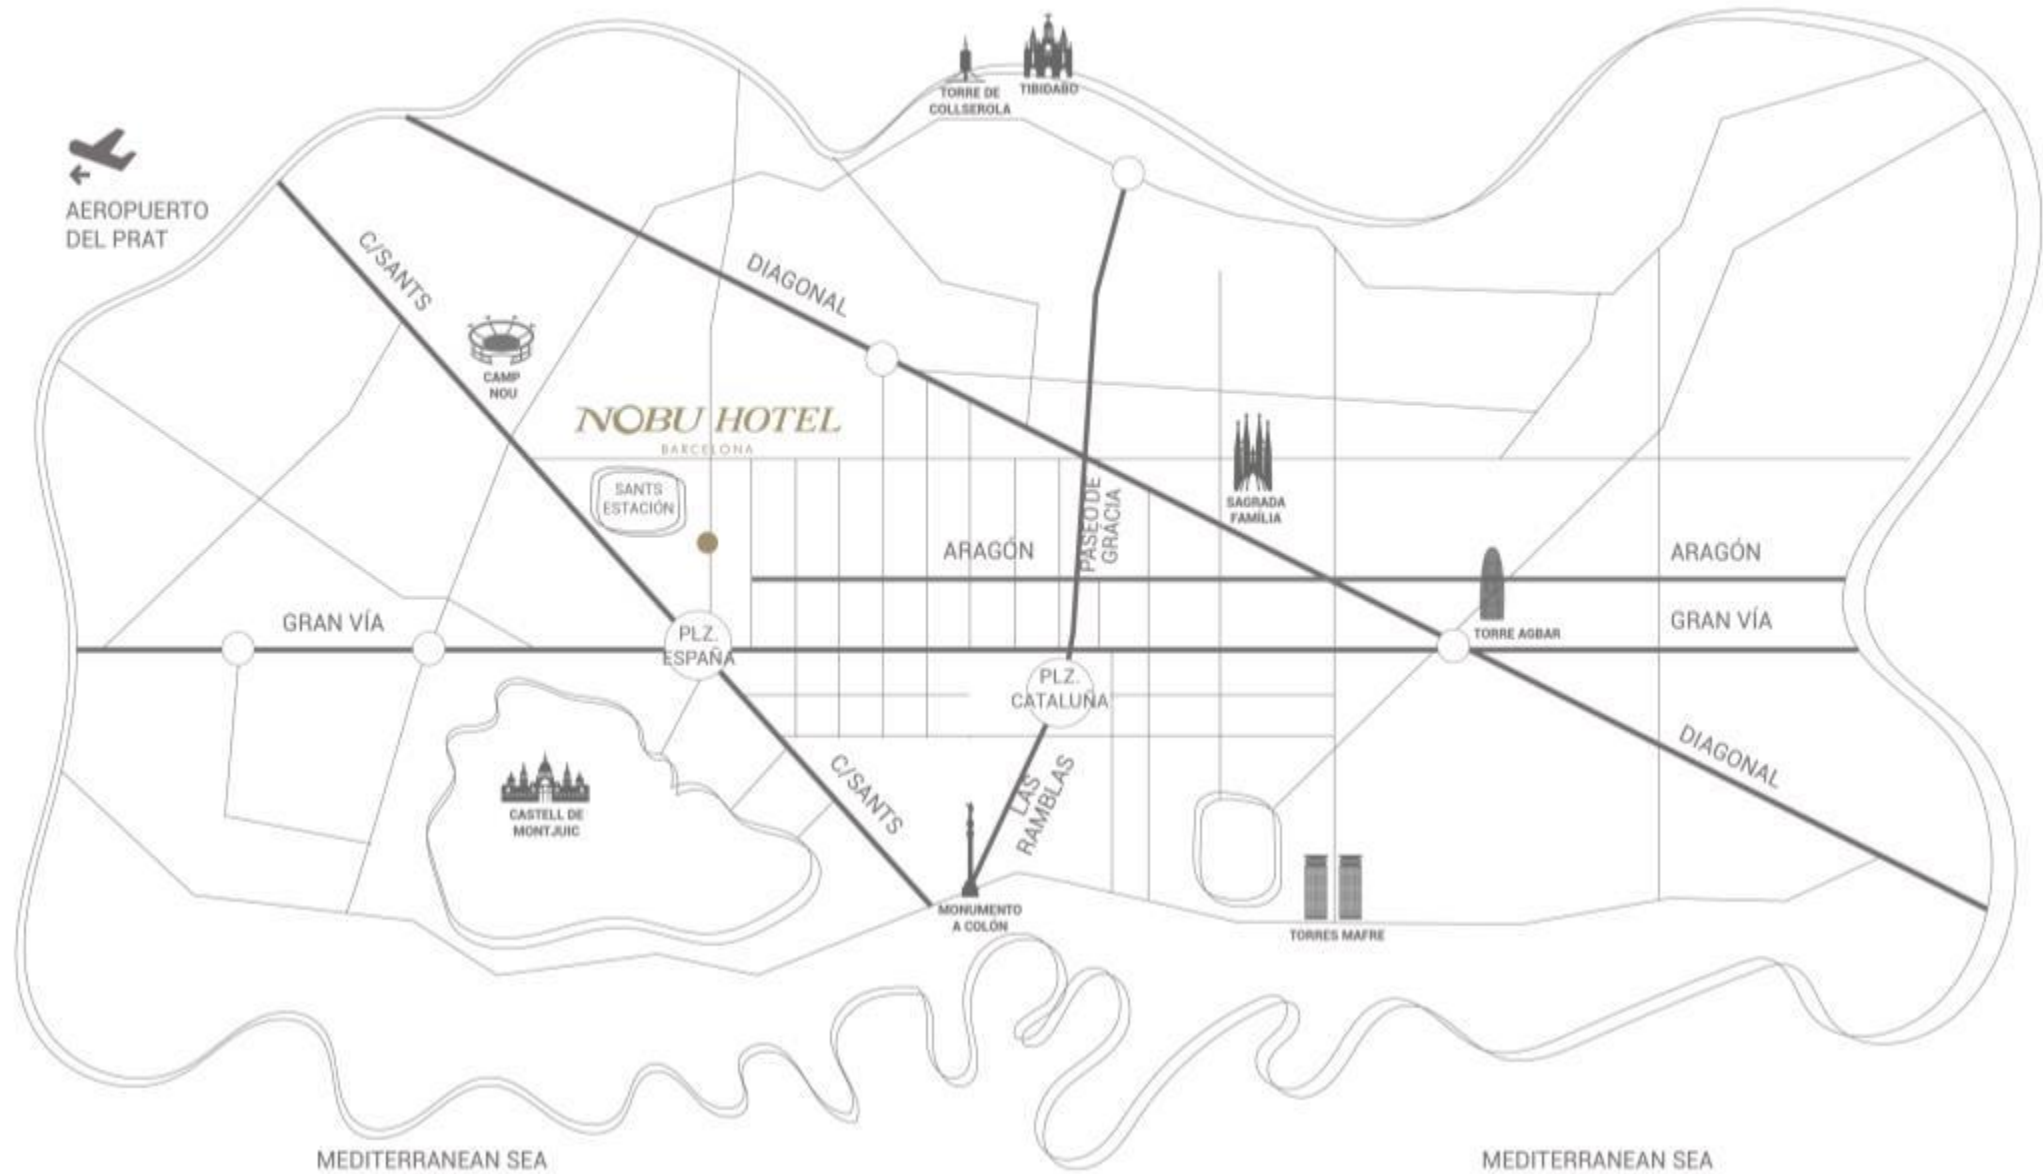 TORRE DE
COLLSEROLA
TIBIDABO
AEROPUERTO
DEL PRAT
C/SANTS
DIAGONAL
CAMP
NOU
NOBU HOTEL
BARCELONA
SANTS
ESTACIÓN
SAGRADA
FAMÍLIA
PASEO DE
GRÁCIA
ARAGÓN
ARAGÓN
GRAN VÍA
GRAN VÍA
TORRE AGBAR
PLZ.
ESPAÑA
PLZ.
CATALUÑA
DIAGONAL
C/SANTS
LAS
RAMBLAS
CASTELL DE
MONTJUIC
MONUMENTO
A COLÓN
TORRES MAFRE
MEDITERRANEAN SEA
MEDITERRANEAN SEA